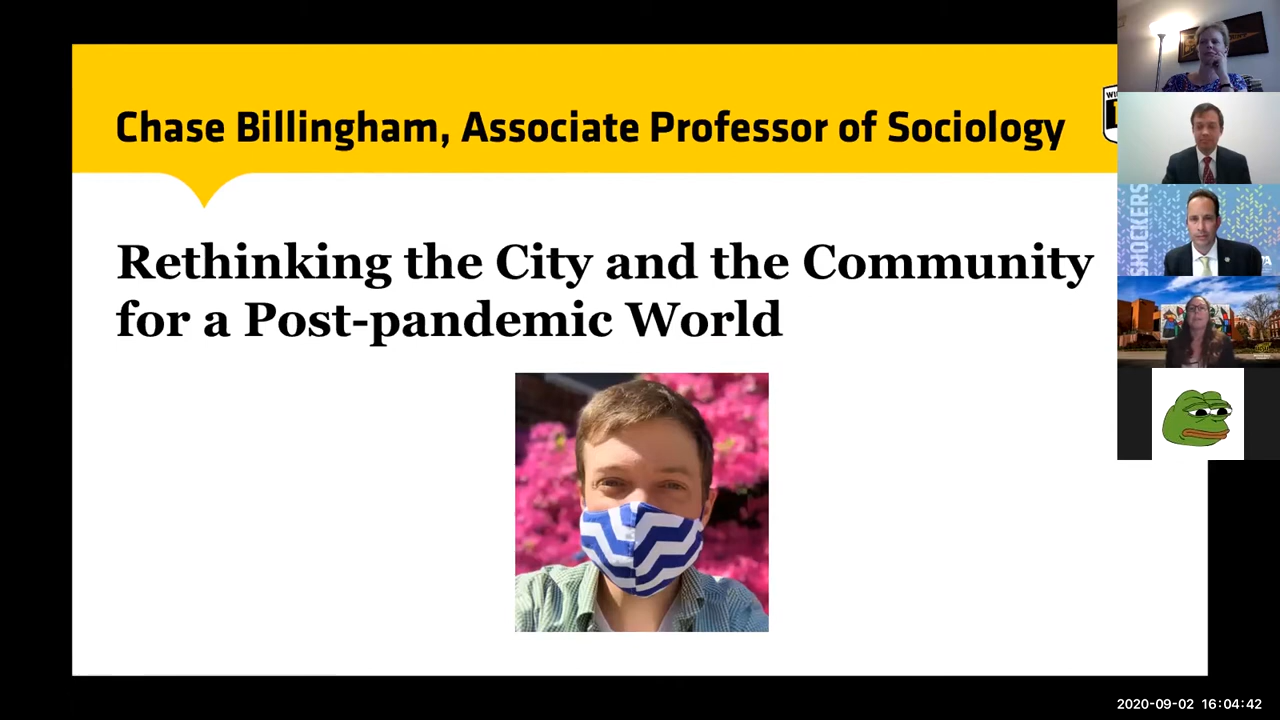 Chase Billingham, Associate Professor of Sociology
Rethinking the City and the Community
for a Post-pandemic World
SHOCKERS
2020-09-02 16:04:42